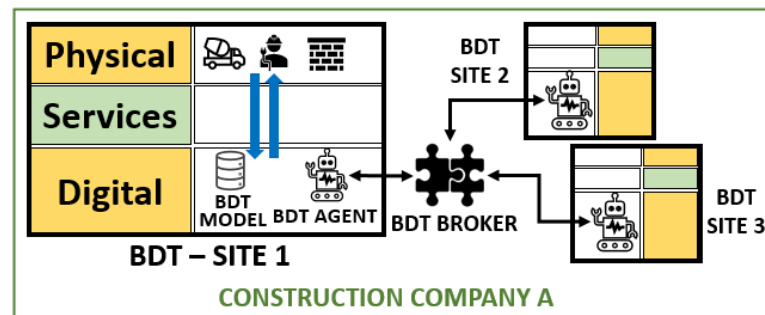 Physical
Services
Digital
BDT
MODEL
BDT AGENT
BDT – SITE 1
BDT BROKER
BDT
SITE 2
BDT
SITE 3
CONSTRUCTION COMPANY A